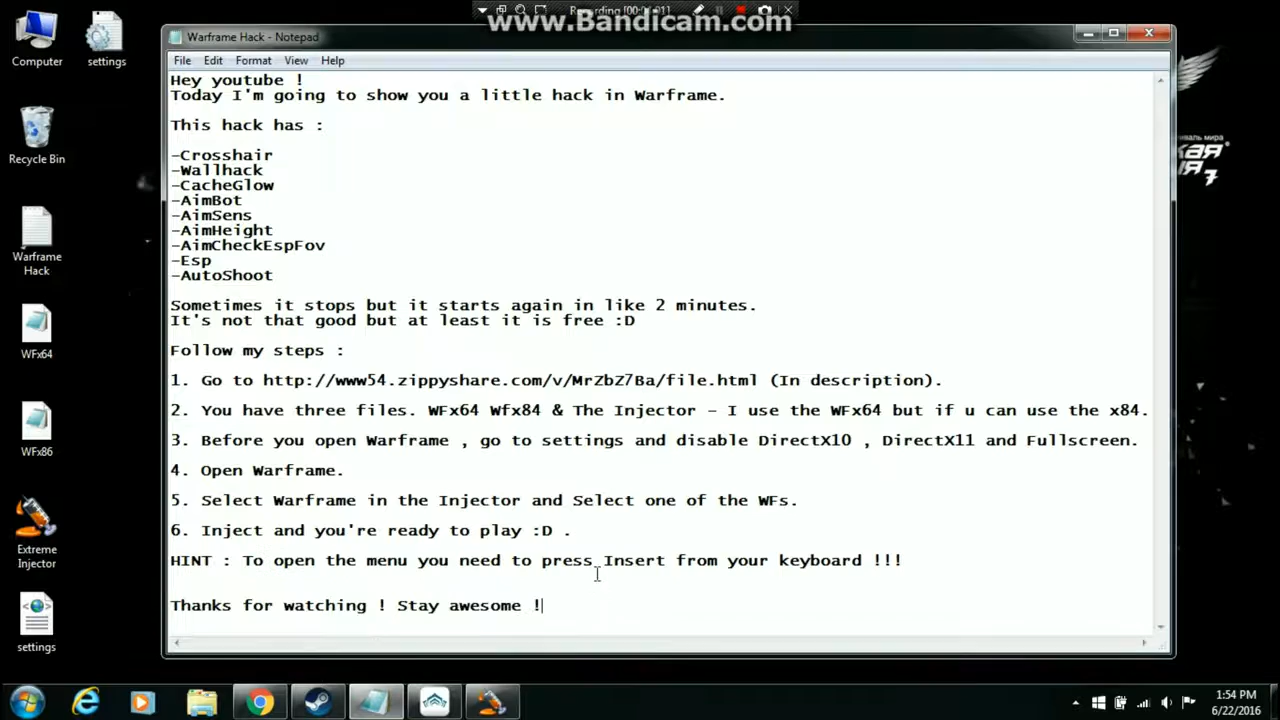 Recording [00:01:01]
www.Bandicam.com
Computer
settings
Recycle Bin
Warframe
Hack
WFx64
WFx86
Extreme
Injector
settings
Warframe Hack - Notepad
File Edit Format View Help
Hey youtube !
Today I'm going to show you a little hack in Warframe.
This hack has :
-Crosshair
-Wallhack
-CacheGlow
-AimBot
-AimSens
-AimHeight
-AimCheckEspFov
-Esp
-AutoShoot
Sometimes it stops but it starts again in like 2 minutes.
It's not that good but at least it is free :D
Follow my steps :
1. Go to http://www54.zippyshare.com/v/MrZbZ7Ba/file.html (In description).
2. You have three files. WFx64 Wfx84 & The Injector - I use the WFx64 but if u can use the x84.
3. Before you open Warframe , go to settings and disable DirectX10 , DirectX11 and Fullscreen.
4. Open Warframe.
5. Select Warframe in the Injector and Select one of the WFs.
6. Inject and you're ready to play :D .
HINT : To open the menu you need to press Insert from your keyboard !!!
Thanks for watching ! Stay awesome !
1:54 PM
6/22/2016